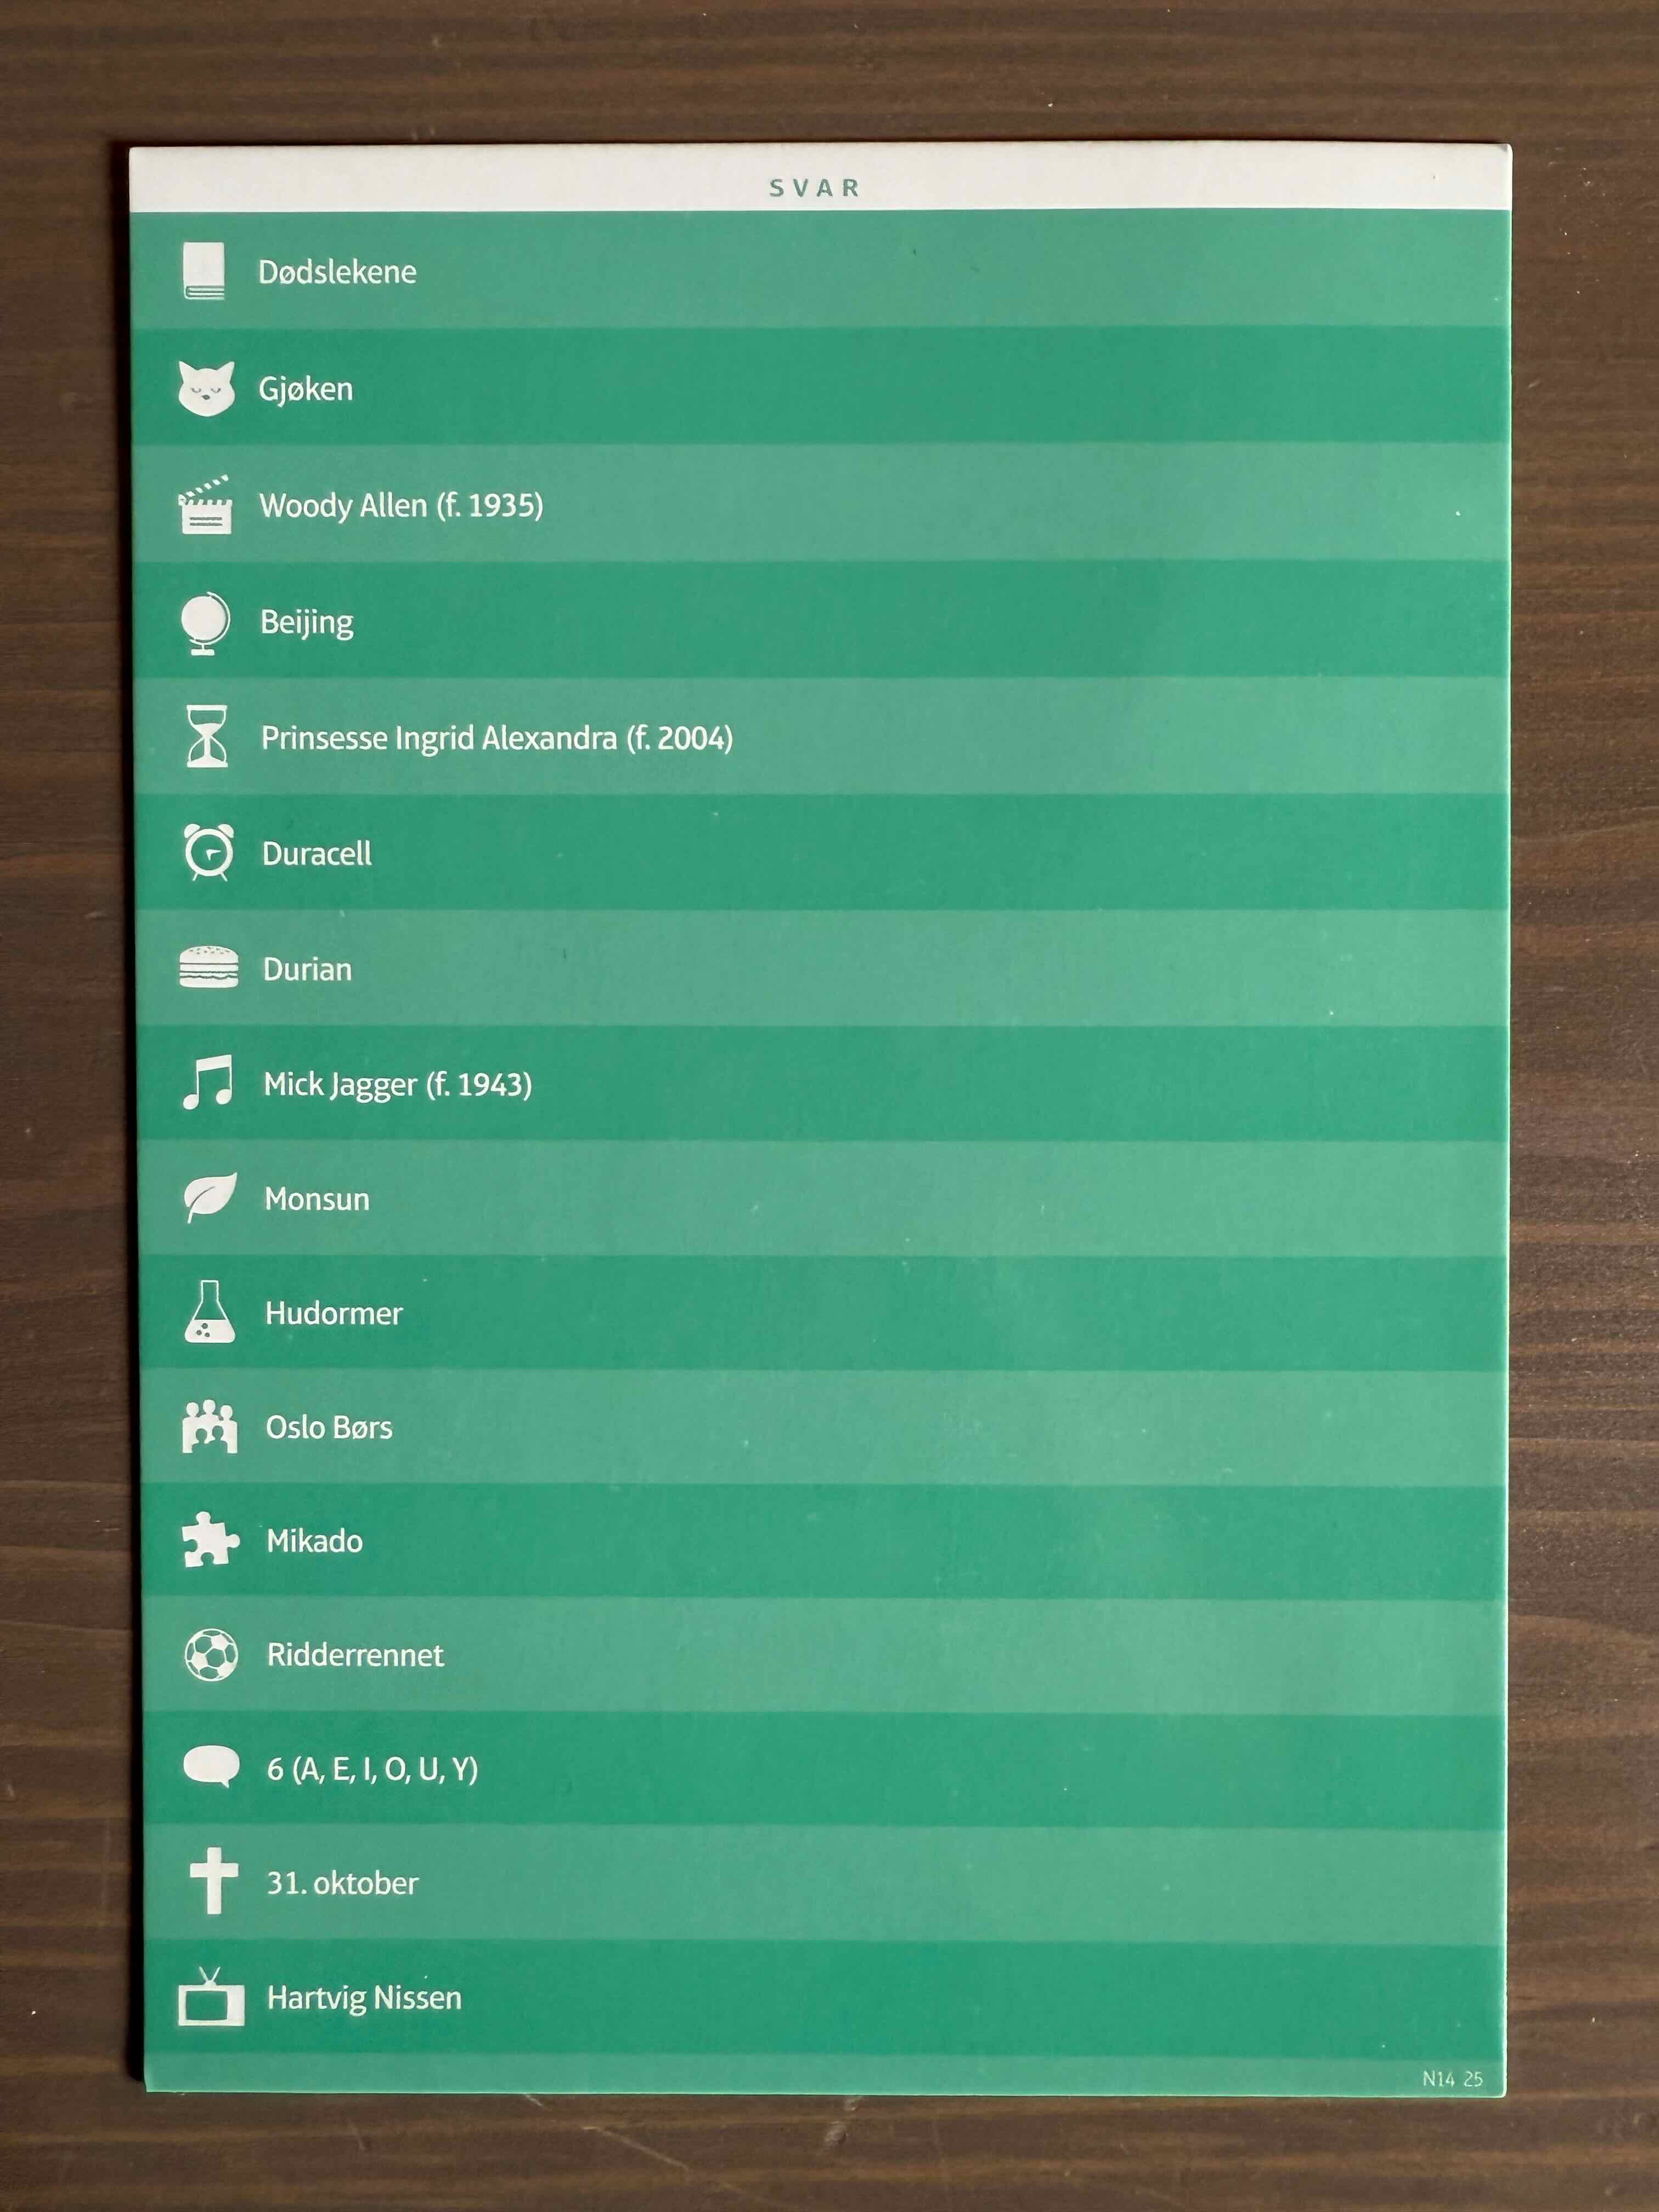 SVAR
Dødslekene
Gjøken
Woody Allen (f. 1935)
Beijing
Prinsesse Ingrid Alexandra (f. 2004)
Duracell
Durian
Mick Jagger (f. 1943)
Monsun
Hudormer
Oslo Børs
Mikado
Ridderrennet
6 (A, E, I, O, U, Y)
31. oktober
Hartvig Nissen
N14 25